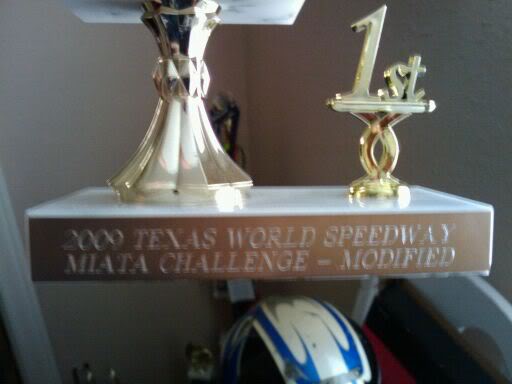 1ST
2009 TEXAS WORLD SPEEDWAY
MIATA CHALLENGE – MODIFIED